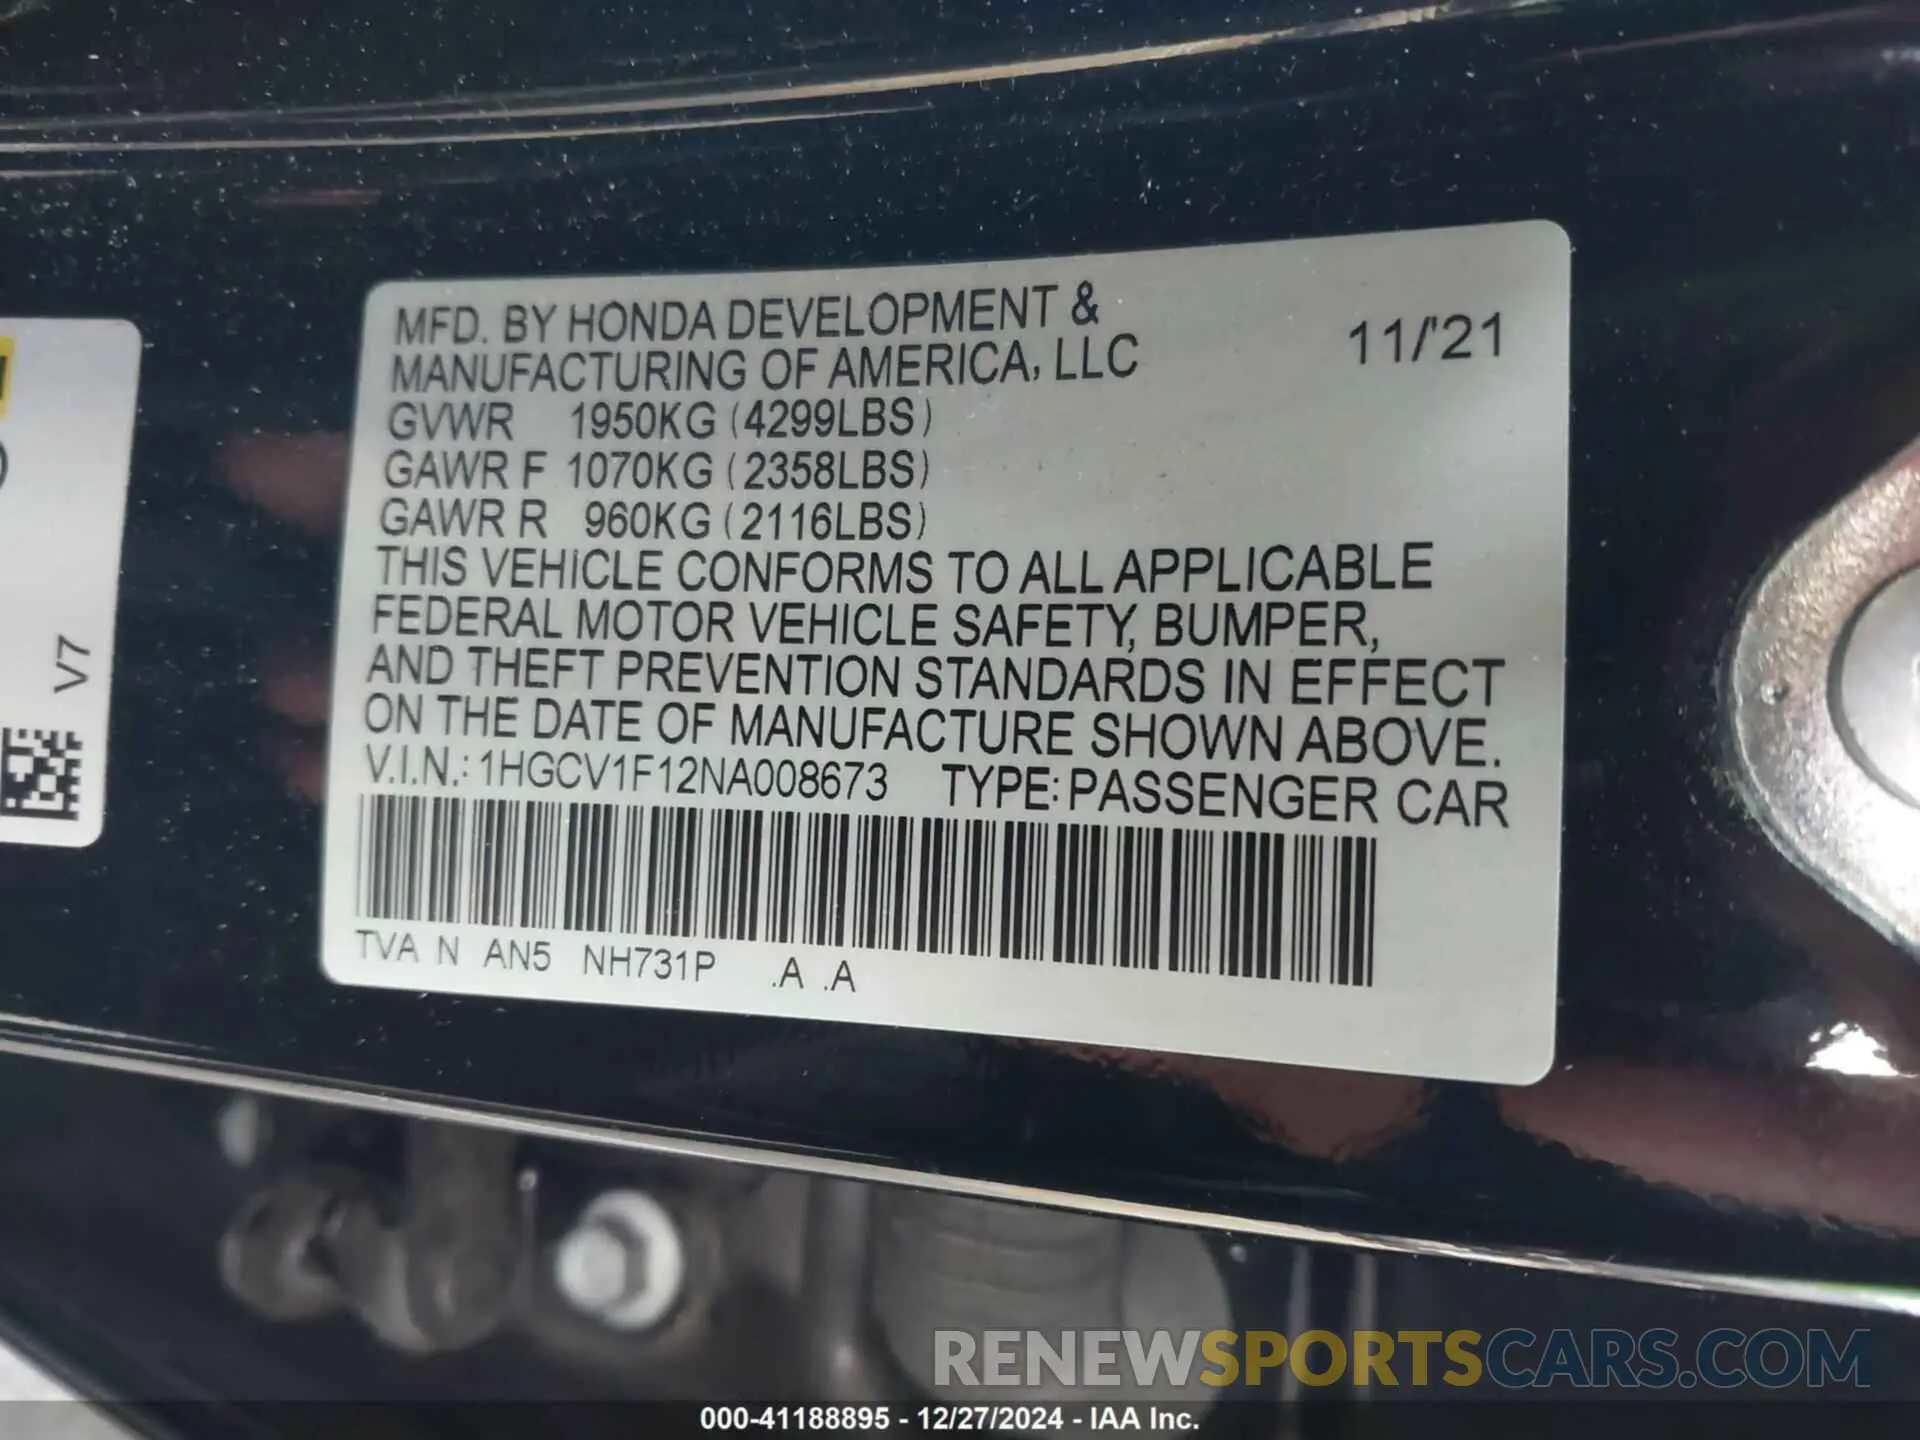 MFD. BY HONDA DEVELOPMENT &
MANUFACTURING OF AMERICA, LLC 11/'21
GVWR 1950KG (4299LBS)
GAWR F 1070KG (2358LBS)
GAWR R 960KG (2116LBS)
THIS VEHICLE CONFORMS TO ALL APPLICABLE
FEDERAL MOTOR VEHICLE SAFETY, BUMPER,
AND THEFT PREVENTION STANDARDS IN EFFECT
ON THE DATE OF MANUFACTURE SHOWN ABOVE.
V.I.N.: 1HGCV1F12NA008673 TYPE: PASSENGER CAR
TVA N AN5 NH731P .A .A
V7
RENEWSPORTSCARS.COM
000-41188895 - 12/27/2024 - IAA Inc.